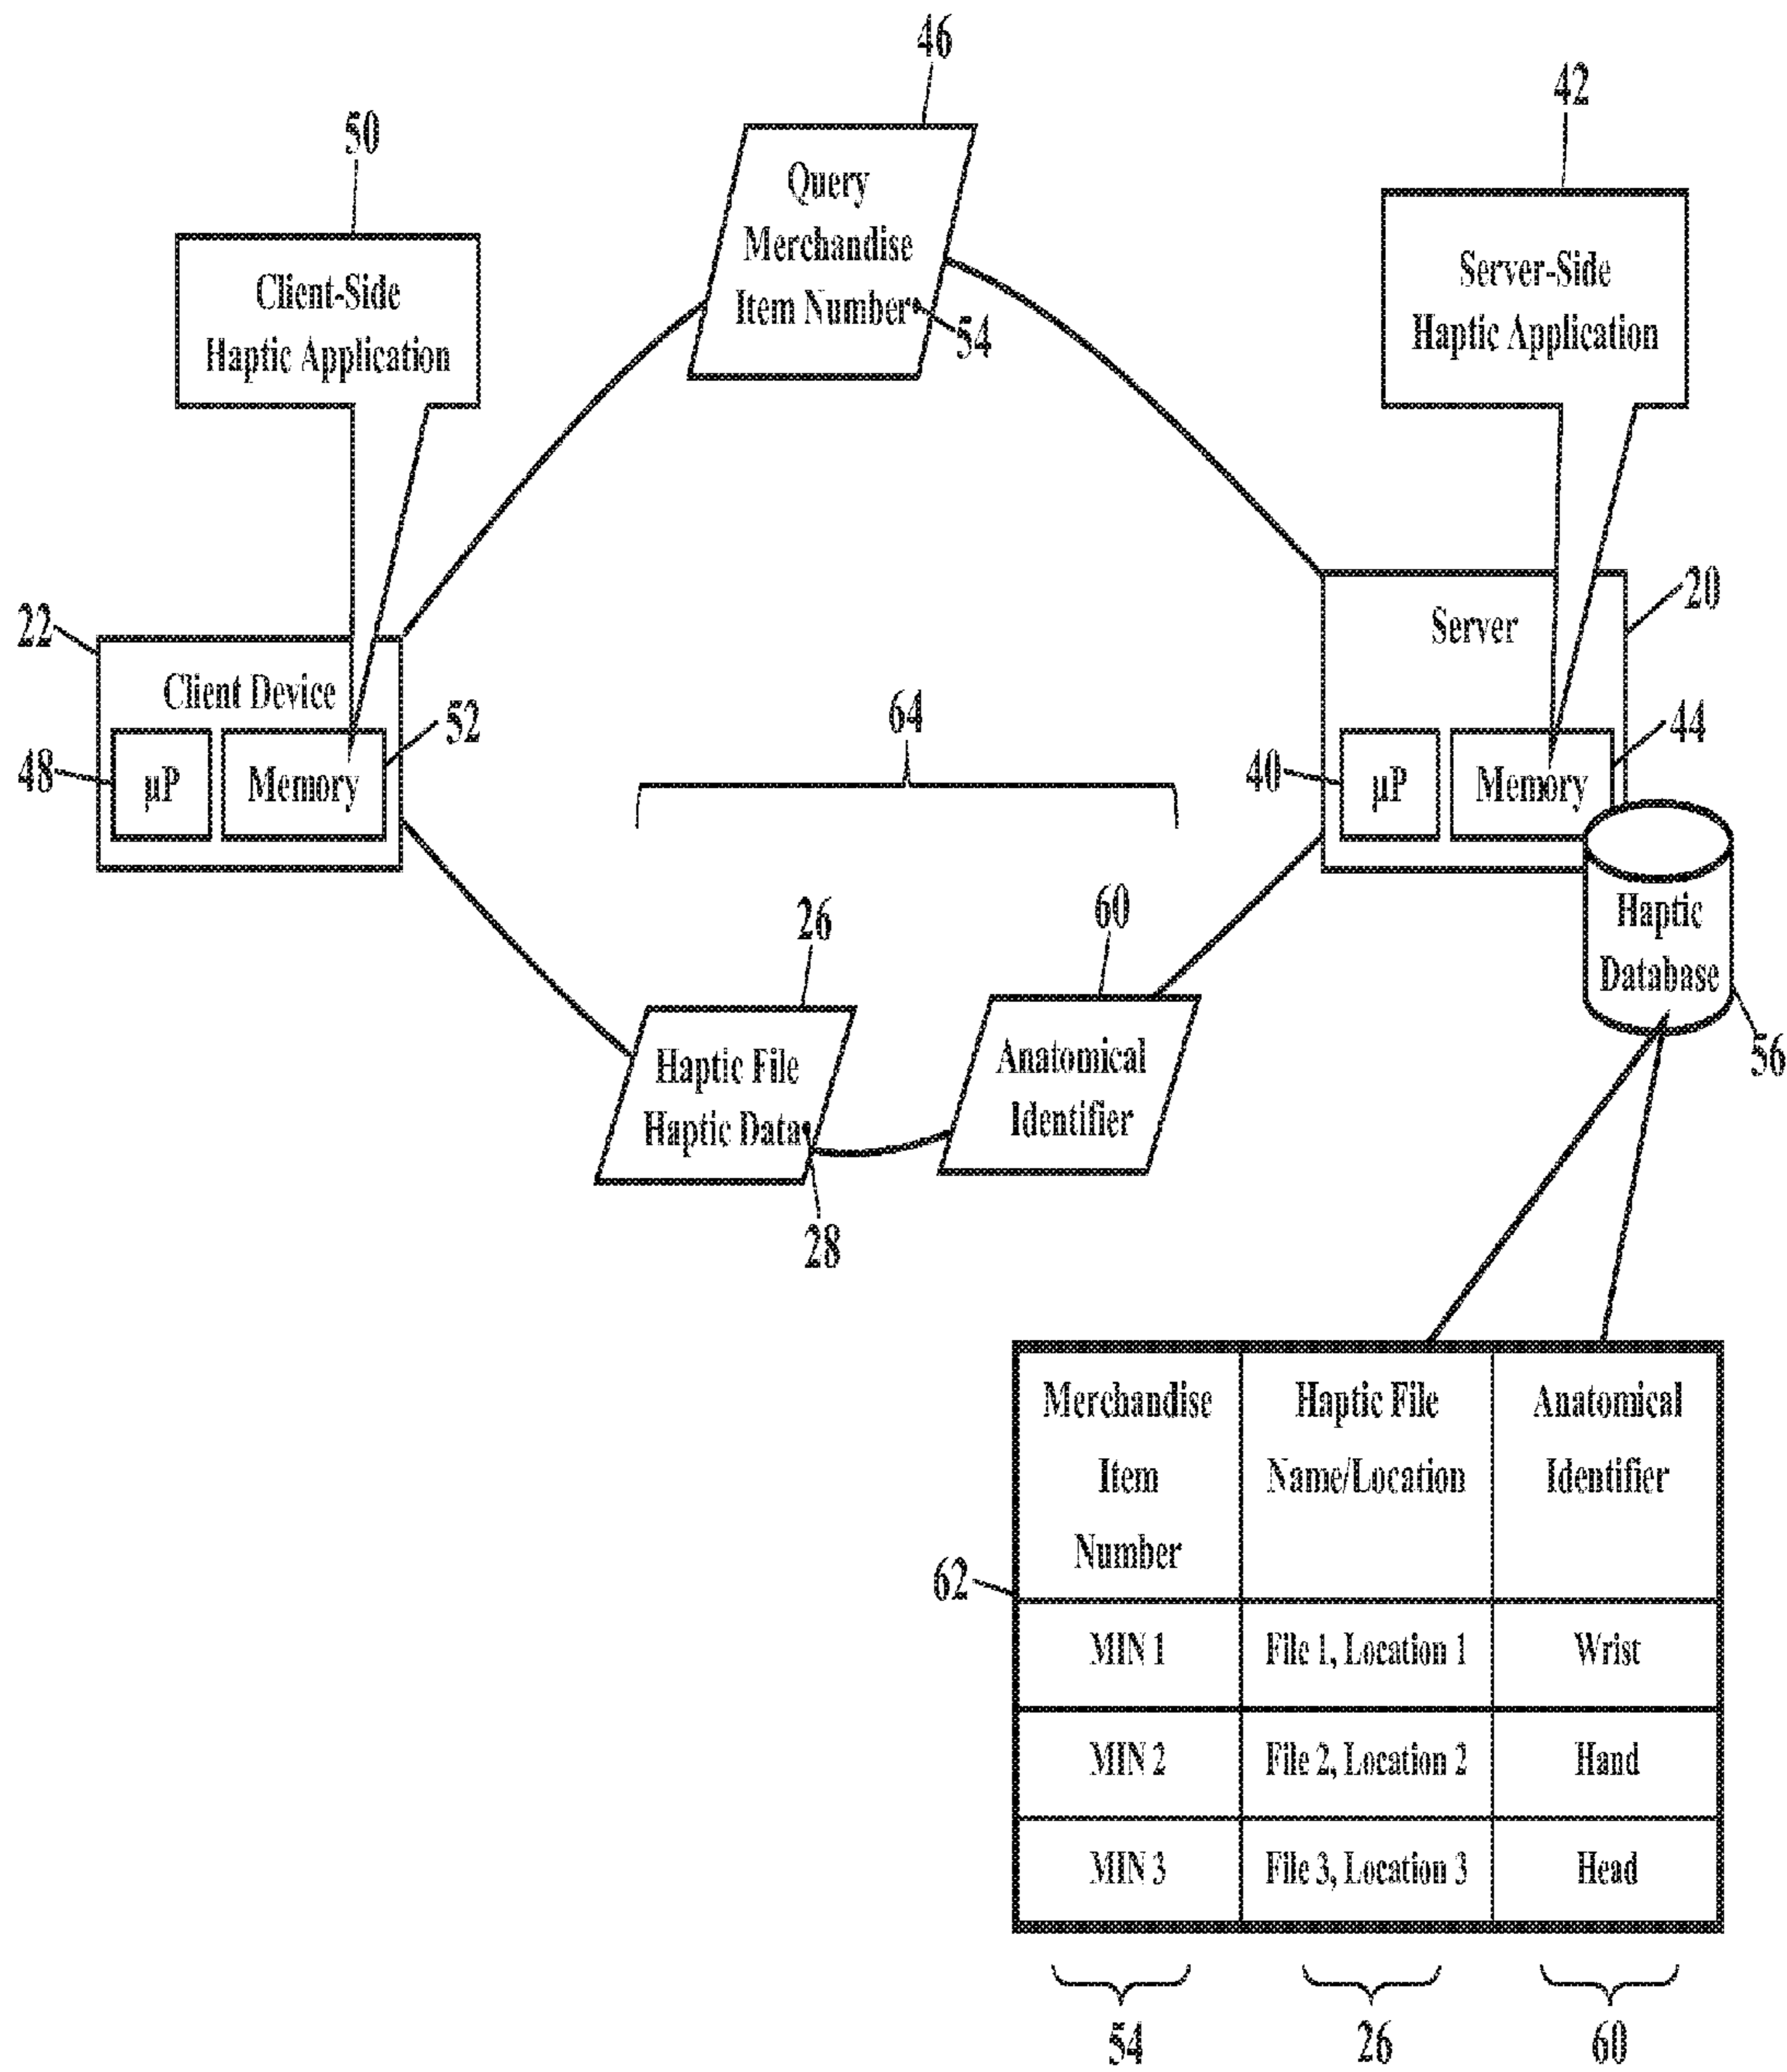 46
42
50
Query
Merchandise
Item Number
54
Client-Side
Haptic Application
Server-Side
Haptic Application
22
Client Device
48
µP
Memory
52
64
Server
20
40
µP
Memory
44
26
60
Haptic
Database
56
Haptic File
Haptic Data
28
Anatomical
Identifier
Merchandise
Item
Number
Haptic File
Name/Location
Anatomical
Identifier
62
MIN 1
File 1, Location 1
Wrist
MIN 2
File 2, Location 2
Hand
MIN 3
File 3, Location 3
Head
54
26
60